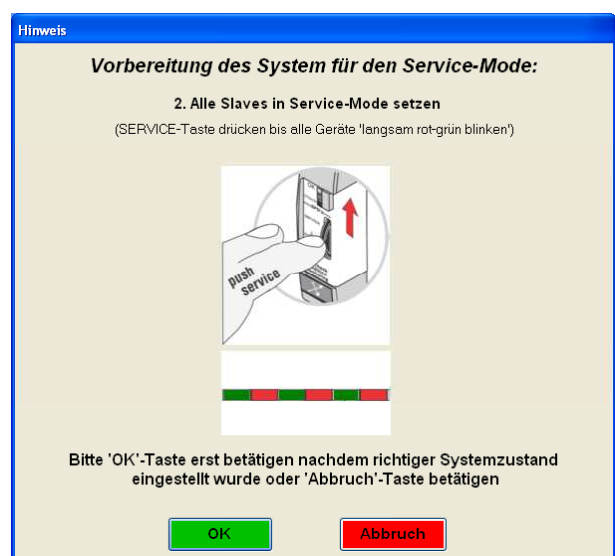 Hinweis
Vorbereitung des System für den Service-Mode:
2. Alle Slaves in Service-Mode setzen
(SERVICE-Taste drücken bis alle Geräte 'langsam rot-grün blinken')
push
service
Bitte 'OK'-Taste erst betätigen nachdem richtiger Systemzustand
eingestellt wurde oder 'Abbruch'-Taste betätigen
OK
Abbruch